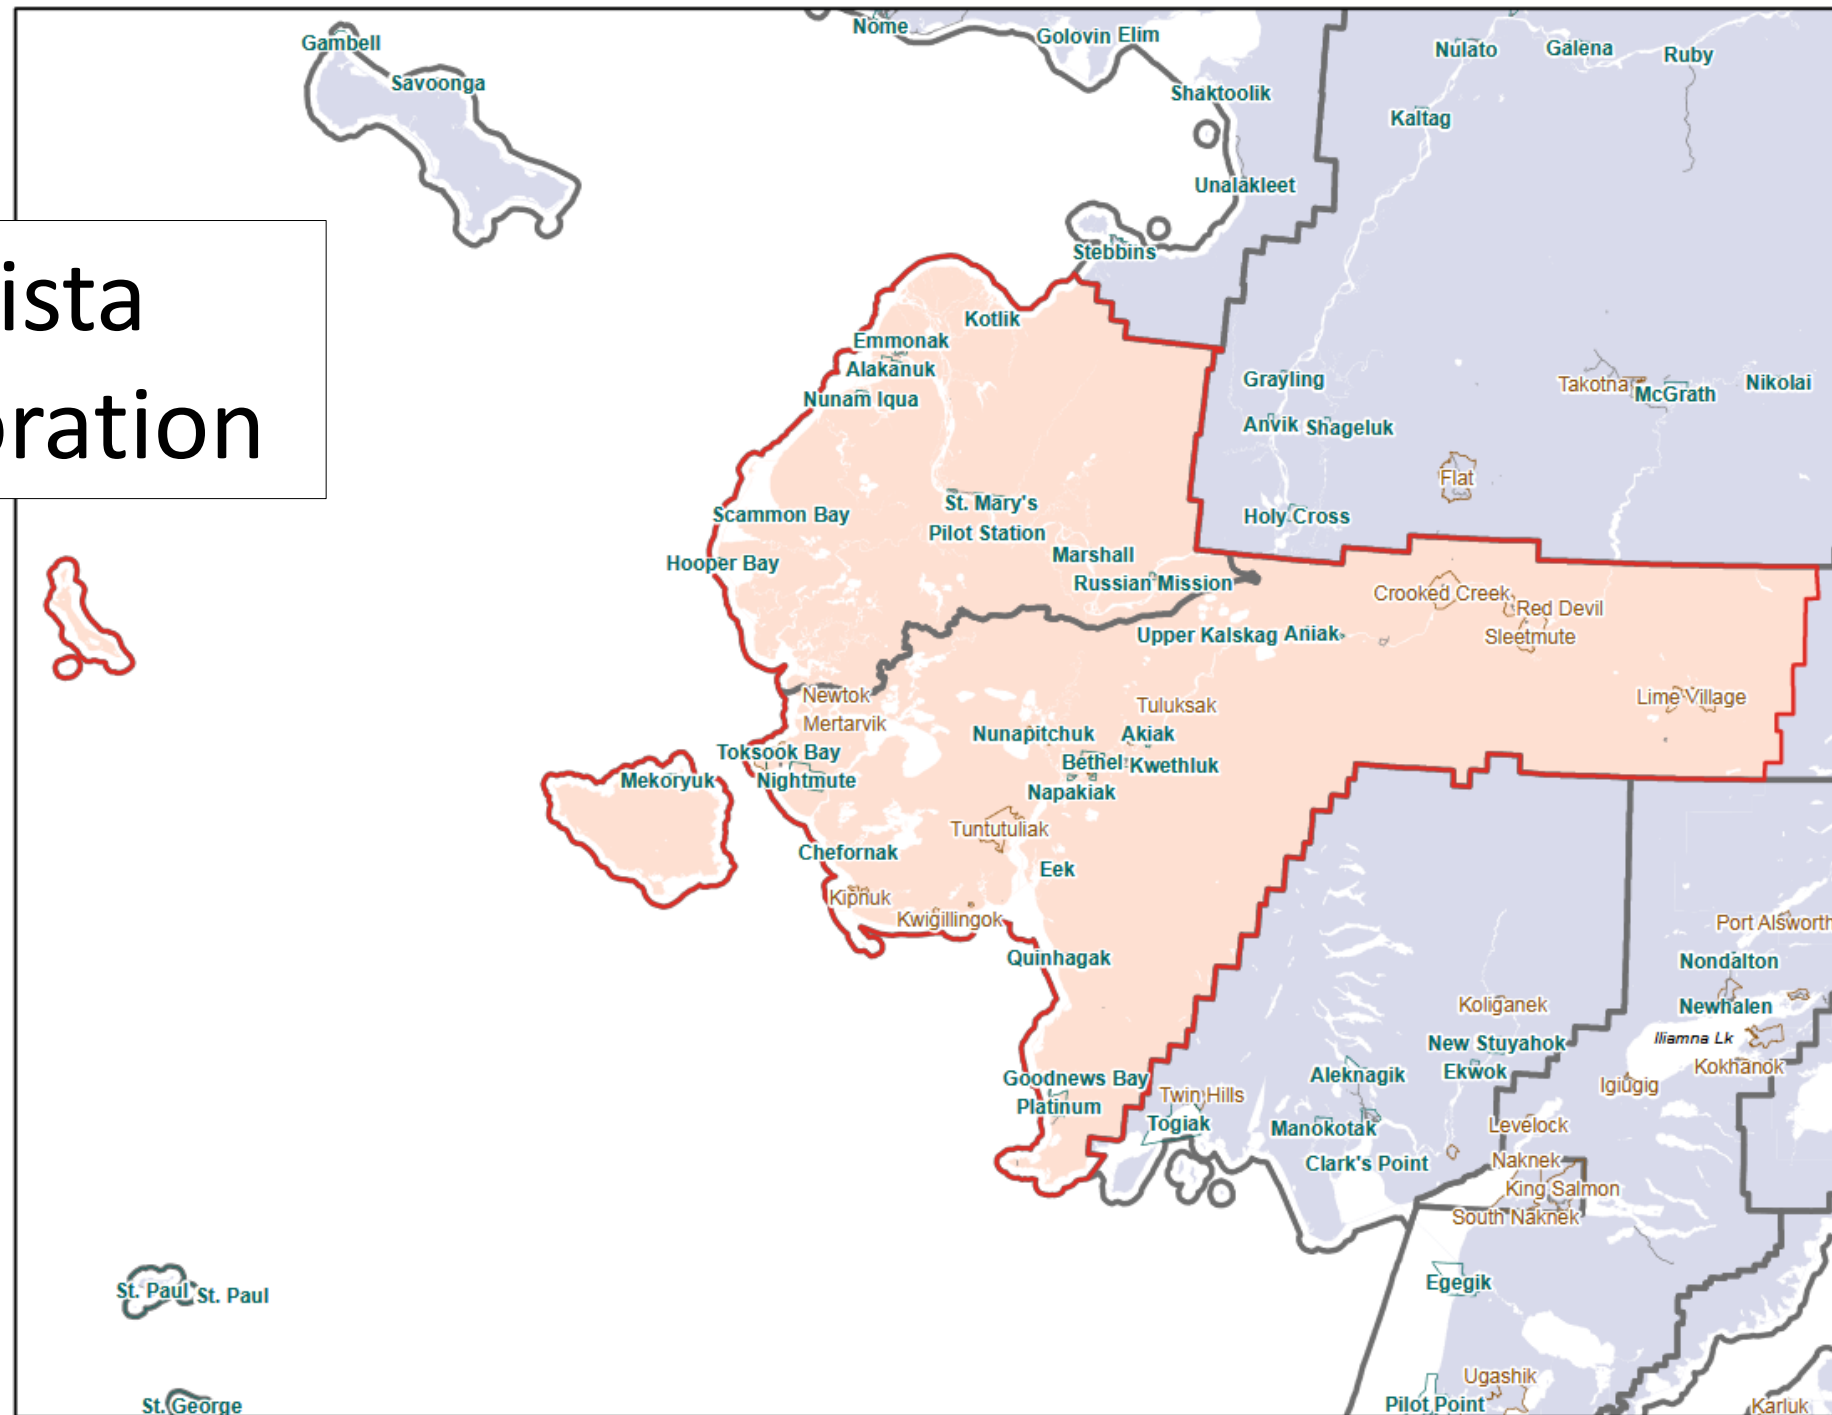 Nome
Golovin Elim
Nulato
Galena
Ruby
Gambell
Savoonga
Shaktoolik
Kaltag
Unalakleet
Stebbins
ista
oration
Kotlik
Emmonak
Alakanuk
Nunam Iqua
Grayling
Takotna
McGrath
Nikolai
Anvik
Shageluk
Flat
St. Mary's
Scammon Bay
Holy Cross
Pilot Station
Marshall
Hooper Bay
Russian Mission
Crooked Creek
Red Devil
Upper Kalskag
Aniak
Sleetmute
Newtok
Lime Village
Tuluksak
Mertarvik
Nunapitchuk
Akiak
Toksook Bay
Bethel
Kwethluk
Mekoryuk
Nightmute
Napakiak
Tuntutuliak
Chefornak
Eek
Kipnuk
Kwigillingok
Port Alsworth
Quinhagak
Nondalton
Koliganek
Newhalen
Iliamna Lk
New Stuyahok
Kokhanok
Ekwok
Aleknagik
Igiugig
Goodnews Bay
Twin Hills
Platinum
Togiak
Manokotak
Levelock
Clark's Point
Naknek
King Salmon
South Naknek
Egegik
St. Paul
St. Paul
Ugashik
St. George
Pilot Point
Karluk